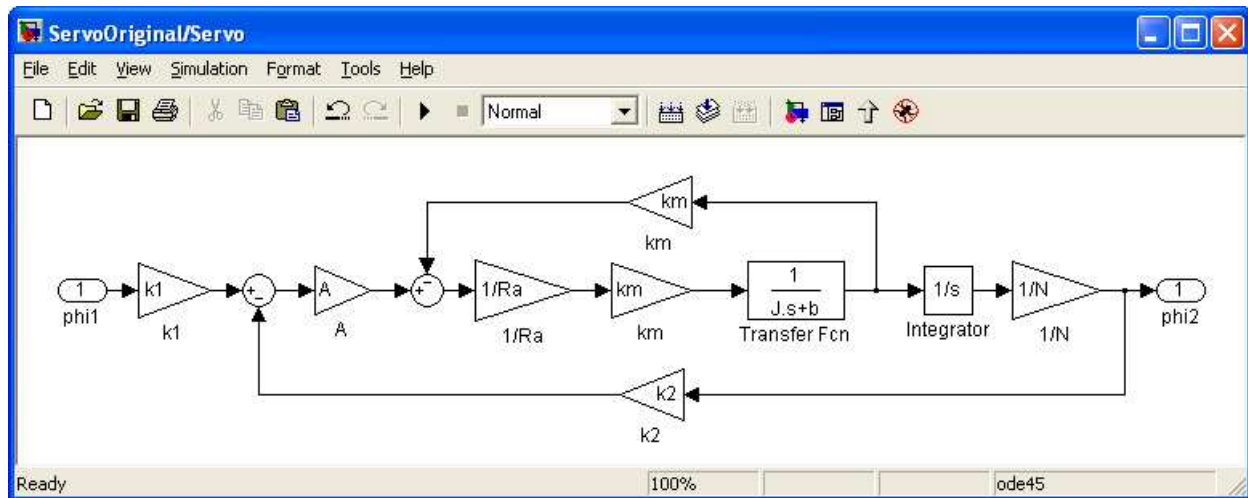 ServoOriginal/Servo
File Edit View Simulation Format Tools Help
Normal
km
km
1
phi1
k1
k1
+
-
A
A
+
-
1/Ra
1/Ra
km
km
1
J.s+b
Transfer Fcn
1/s
Integrator
1/N
1/N
1
phi2
k2
k2
Ready 100% ode45